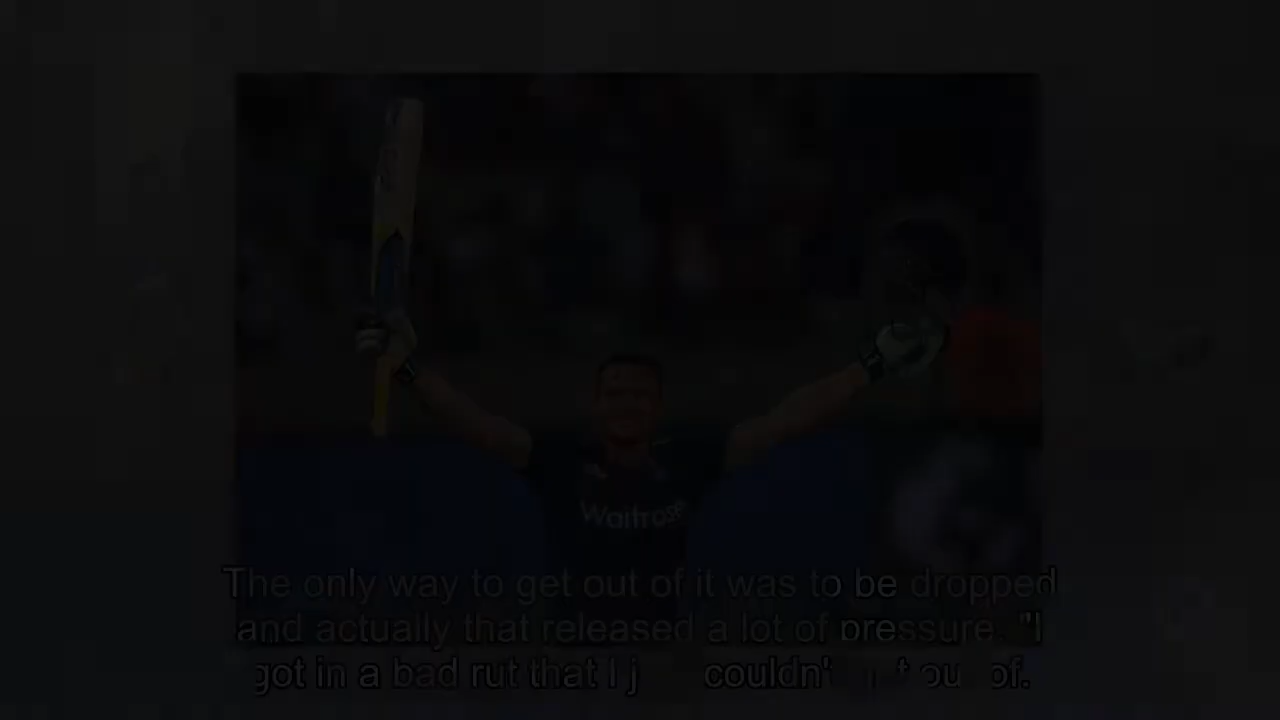 Waitrose
The only way to get out of it was to be dropped
and actually that released a lot of pressure. "I
got in a bad rut that I j couldn' of.